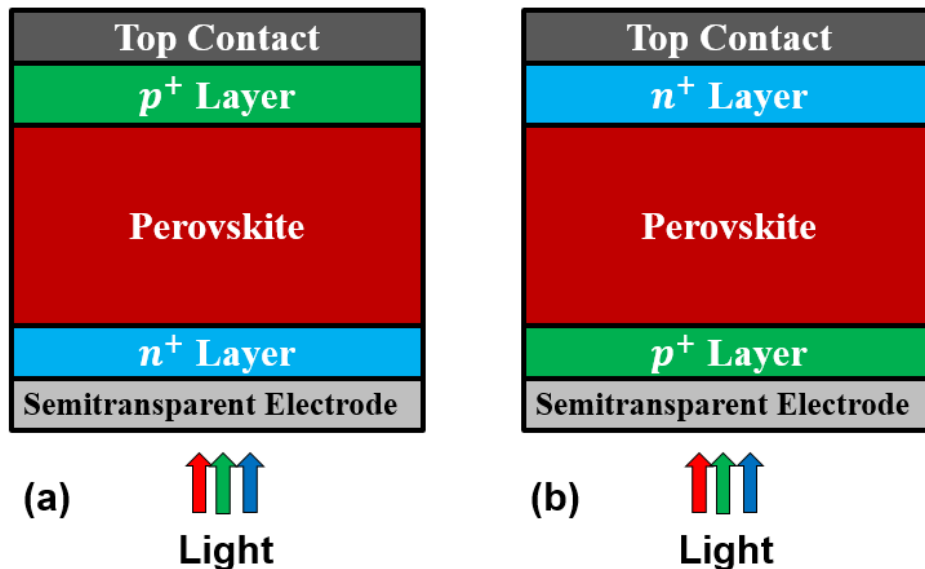 Top Contact
p⁺ Layer
Perovskite
n⁺ Layer
Semitransparent Electrode
(a)
Light
Top Contact
n⁺ Layer
Perovskite
p⁺ Layer
Semitransparent Electrode
(b)
Light